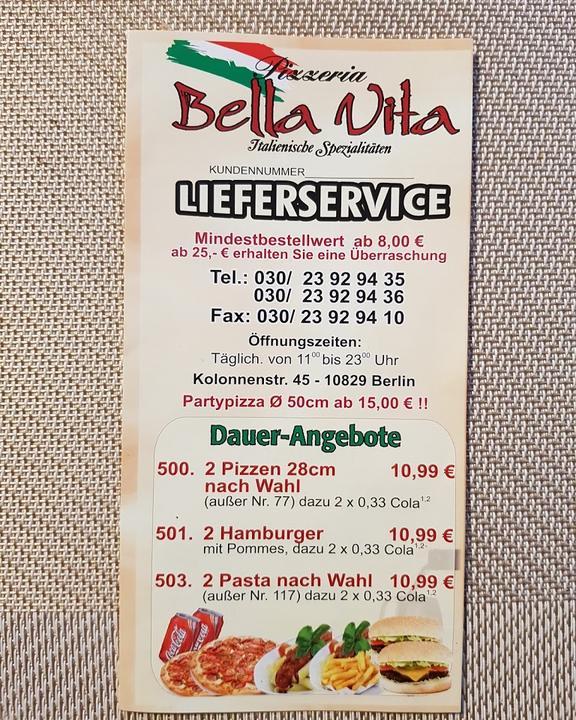 Pizzeria
Bella Vita
Italienische Spezialitäten
KUNDENNUMMER
LIEFERSERVICE
Mindestbestellwert ab 8,00 €
ab 25,- € erhalten Sie eine Überraschung
Tel.: 030/ 23 92 94 35
030/ 23 92 94 36
Fax: 030/ 23 92 94 10
Öffnungszeiten:
Täglich. von 11⁰⁰ bis 23⁰⁰ Uhr
Kolonnenstr. 45 - 10829 Berlin
Partypizza Ø 50cm ab 15,00 € !!
Dauer-Angebote
500. 2 Pizzen 28cm 10,99 €
nach Wahl
(außer Nr. 77) dazu 2 x 0,33 Cola¹·²
501. 2 Hamburger 10,99 €
mit Pommes, dazu 2 x 0,33 Cola¹·²·
503. 2 Pasta nach Wahl 10,99 €
(außer Nr. 117) dazu 2 x 0,33 Cola¹·²
Coca-Cola